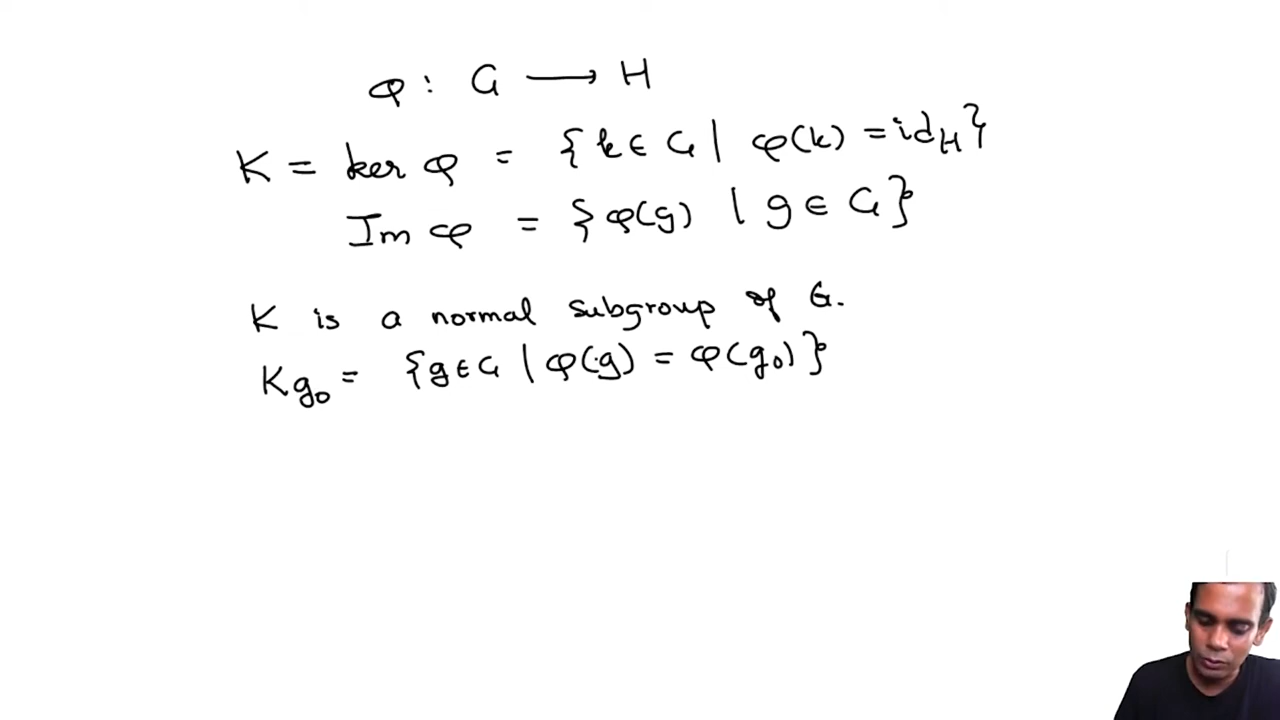 φ : G ⟶ H
K = ker φ = {k ∈ G | φ(k) = id_H}
Im φ = {φ(g) | g ∈ G}
K is a normal subgroup of G.
Kg₀ = {g ∈ G | φ(g) = φ(g₀)}